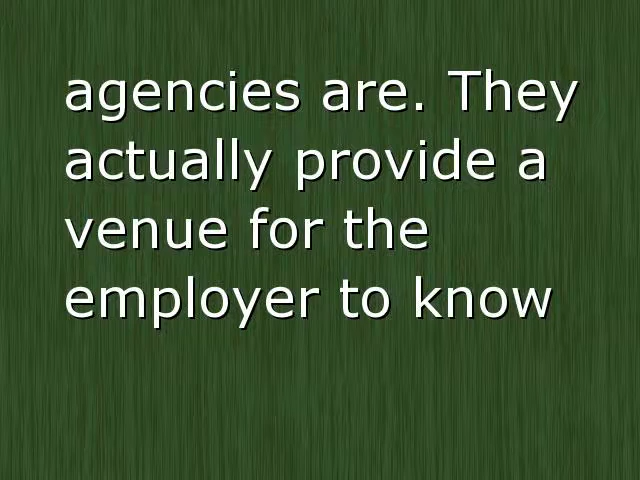 agencies are. They
actually provide a
venue for the
employer to know